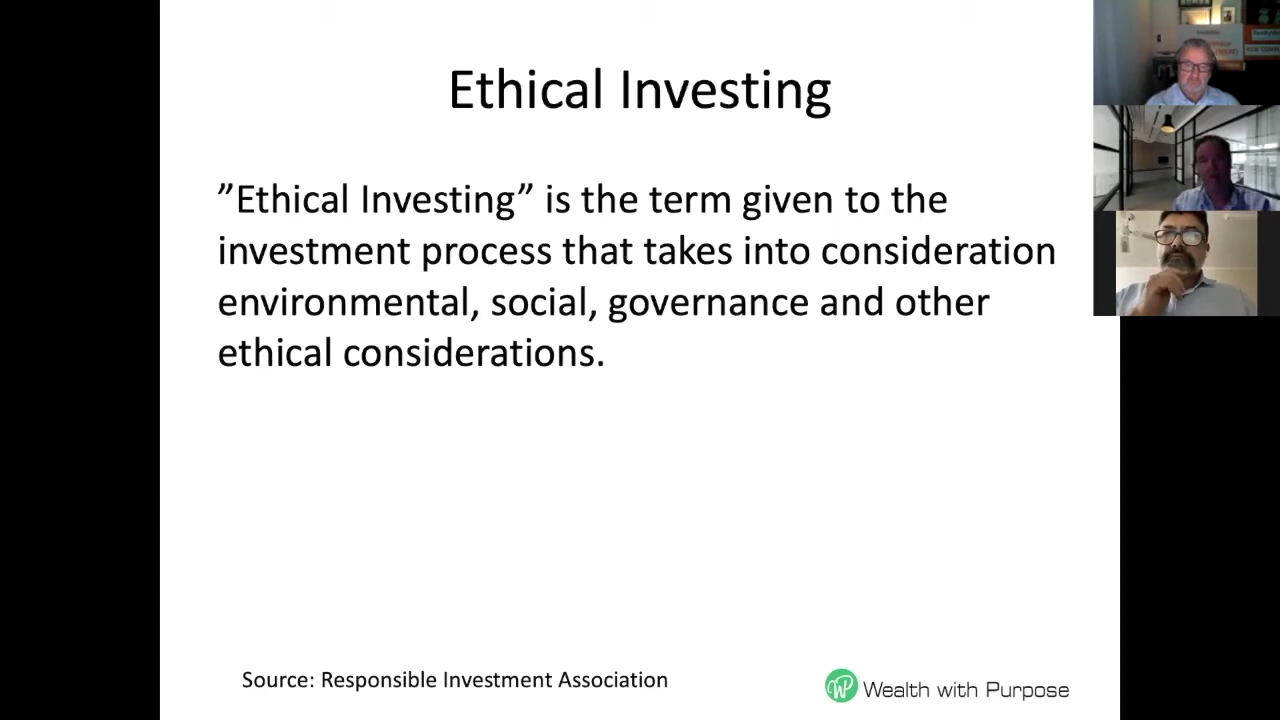 Ethical Investing
”Ethical Investing” is the term given to the
investment process that takes into consideration
environmental, social, governance and other
ethical considerations.
Source: Responsible Investment Association
Wealth with Purpose